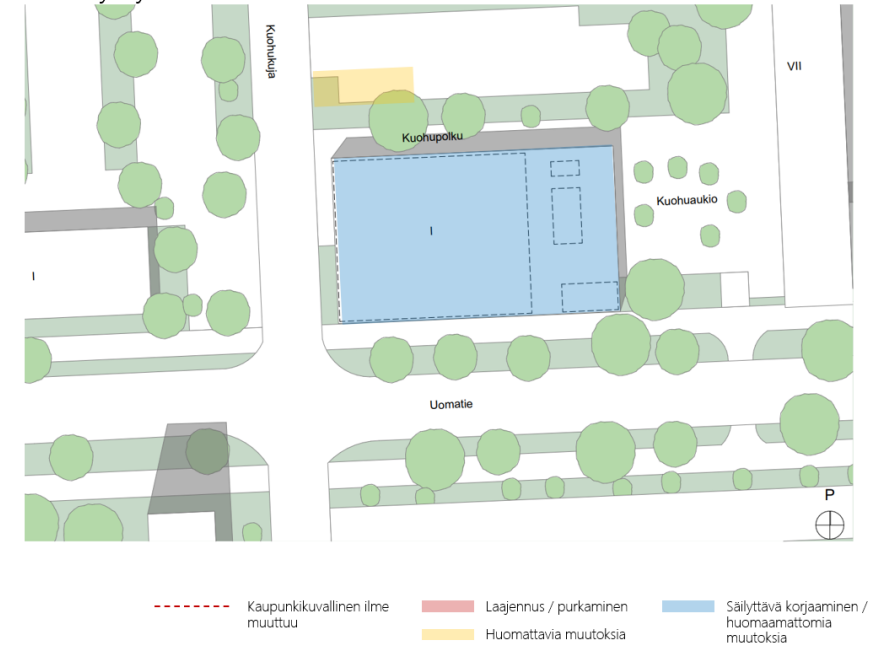 Kuohukuja
VII
Kuohupolku
Kuohuaukio
I
I
Uomatie
P
Kaupunkikuvallinen ilme
muuttuu
Laajennus / purkaminen
Huomattavia muutoksia
Säilyttävä korjaaminen /
huomaamattomia
muutoksia